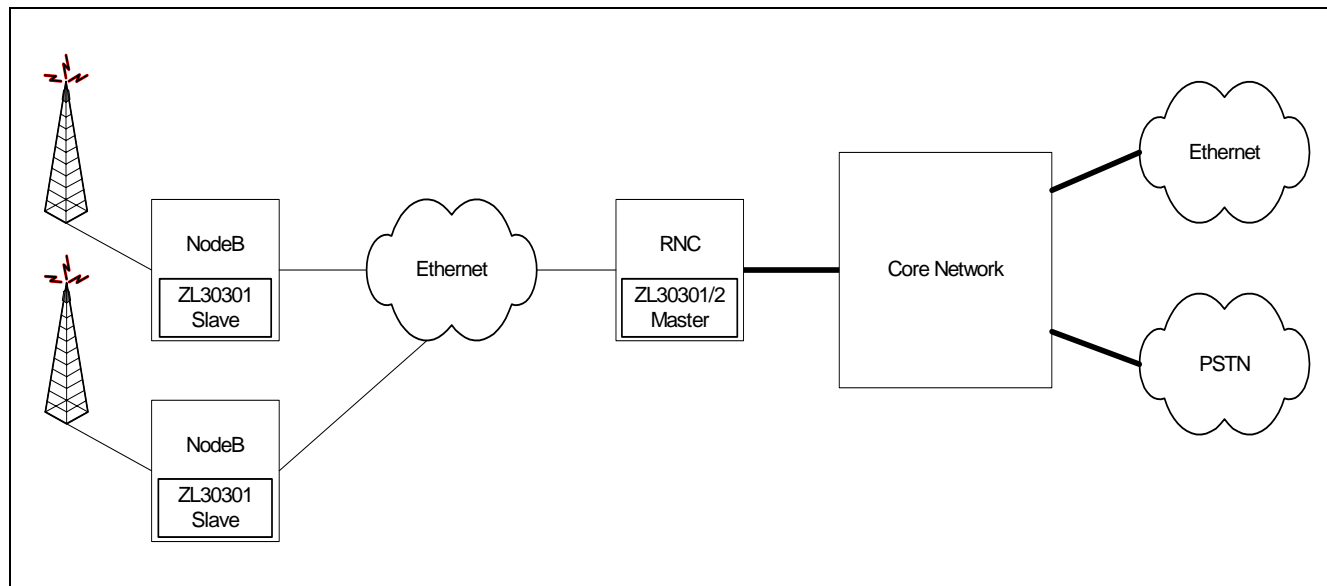 NodeB
ZL30301
Slave
Ethernet
RNC
ZL30301/2
Master
Core Network
Ethernet
PSTN
NodeB
ZL30301
Slave